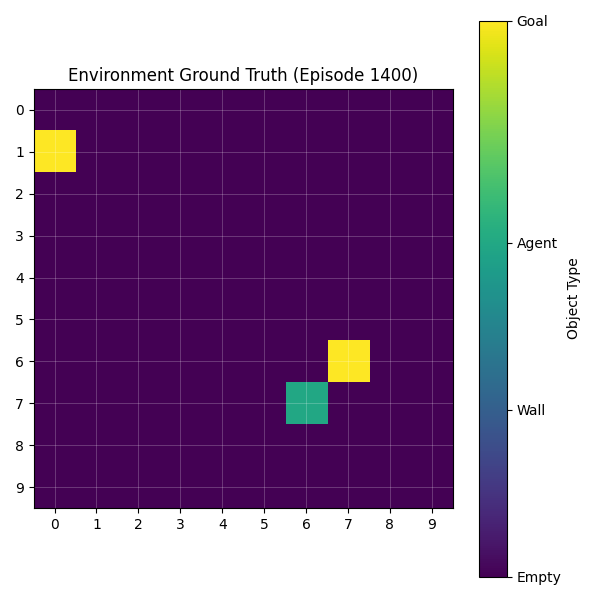 Environment Ground Truth (Episode 1400)
0
1
2
3
4
5
6
7
8
9
0 1 2 3 4 5 6 7 8 9
Goal
Agent
Wall
Empty
Object Type